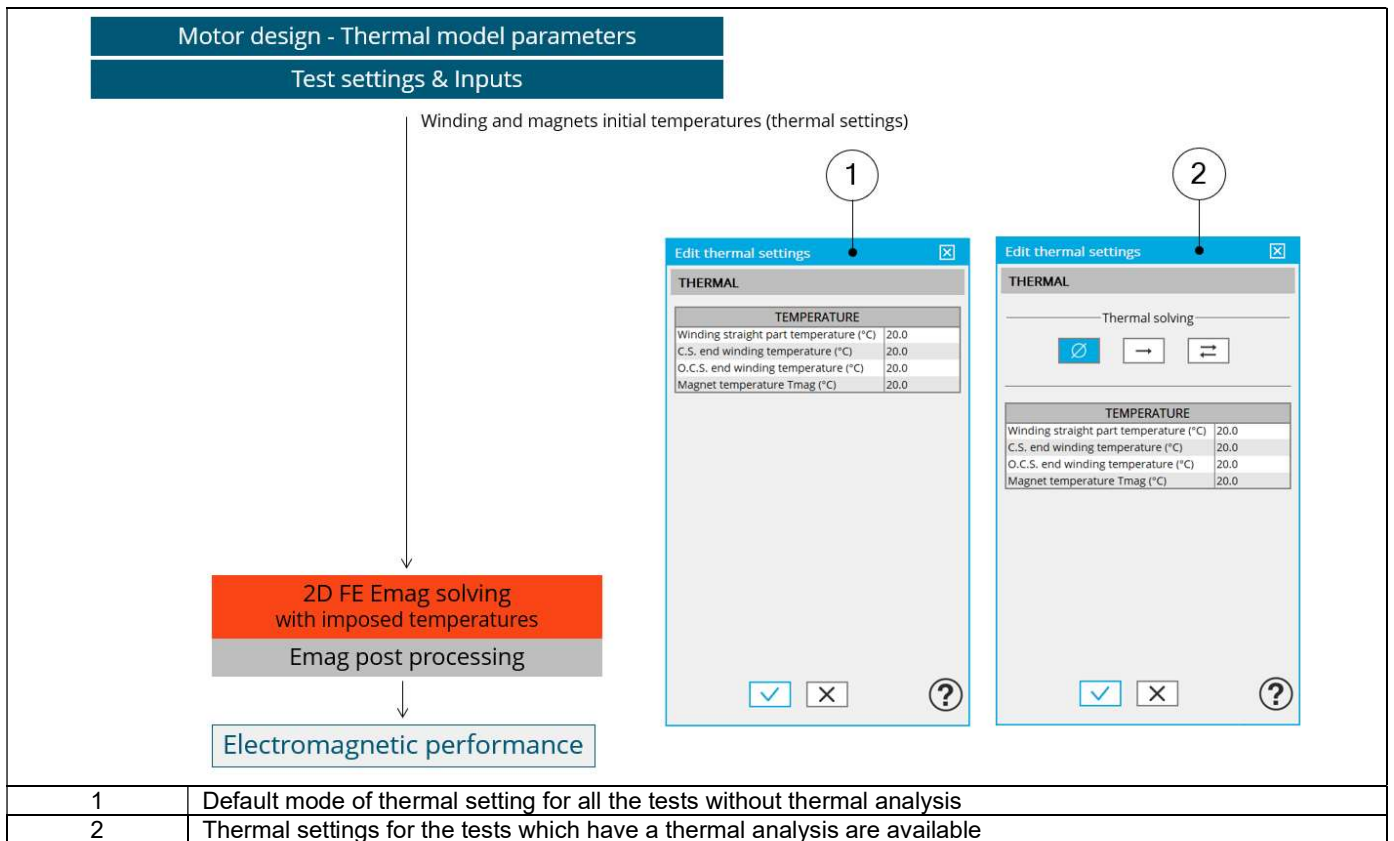 Motor design - Thermal model parameters
Test settings & Inputs
Winding and magnets initial temperatures (thermal settings)
1
2
Edit thermal settings
THERMAL
TEMPERATURE
Winding straight part temperature (°C) 20.0
C.S. end winding temperature (°C) 20.0
O.C.S. end winding temperature (°C) 20.0
Magnet temperature Tmag (°C) 20.0
?
Edit thermal settings
THERMAL
Thermal solving
TEMPERATURE
Winding straight part temperature (°C) 20.0
C.S. end winding temperature (°C) 20.0
O.C.S. end winding temperature (°C) 20.0
Magnet temperature Tmag (°C) 20.0
?
2D FE Emag solving
with imposed temperatures
Emag post processing
Electromagnetic performance
1 Default mode of thermal setting for all the tests without thermal analysis
2 Thermal settings for the tests which have a thermal analysis are available